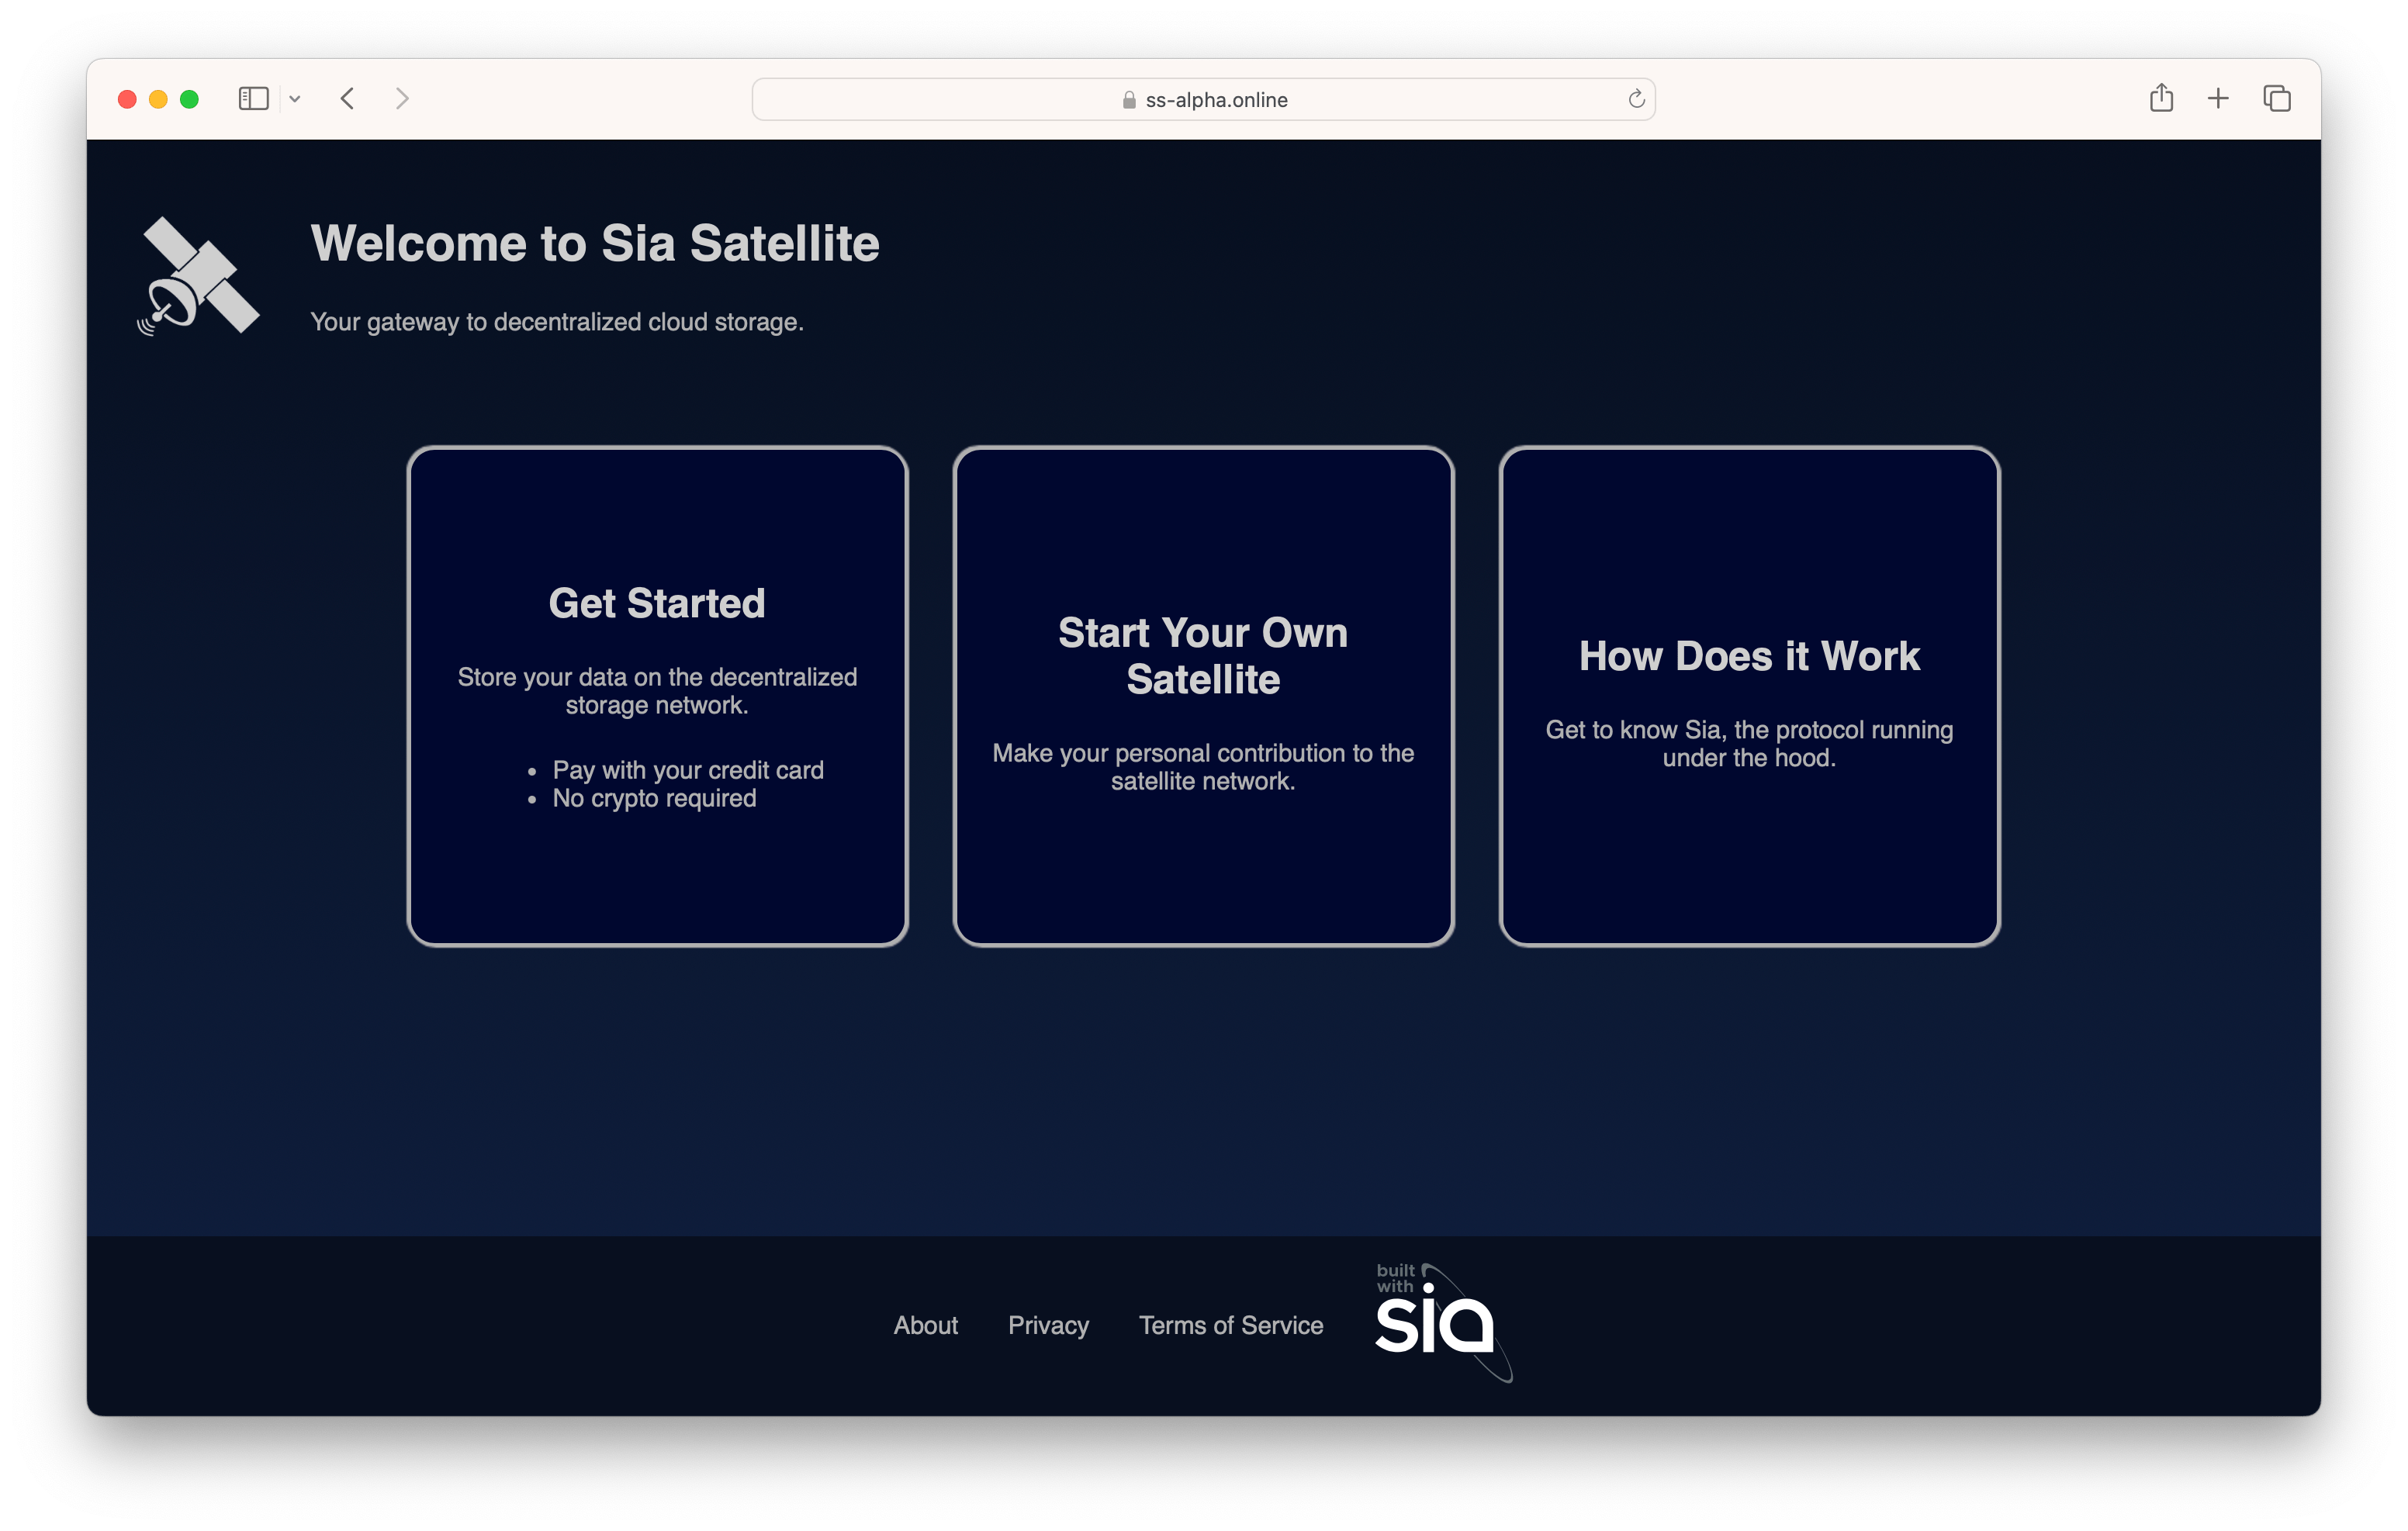 ss-alpha.online
Welcome to Sia Satellite
Your gateway to decentralized cloud storage.
Get Started
Store your data on the decentralized
storage network.
• Pay with your credit card
• No crypto required
Start Your Own
Satellite
Make your personal contribution to the
satellite network.
How Does it Work
Get to know Sia, the protocol running
under the hood.
About Privacy Terms of Service
built
with
sia